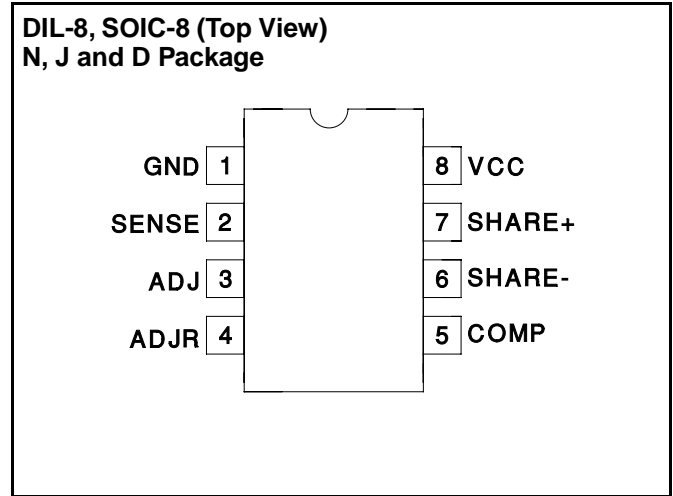 DIL-8, SOIC-8 (Top View)
N, J and D Package
GND 1 8 VCC
SENSE 2 7 SHARE+
ADJ 3 6 SHARE-
ADJR 4 5 COMP